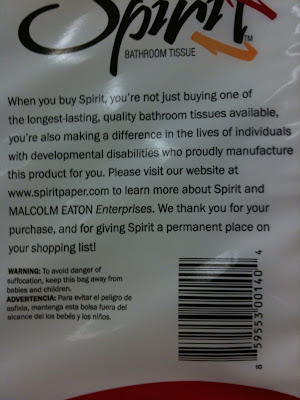 Spirit™
BATHROOM TISSUE
When you buy Spirit, you're not just buying one of
the longest-lasting, quality bathroom tissues available,
you're also making a difference in the lives of individuals
with developmental disabilities who proudly manufacture
this product for you. Please visit our website at
www.spiritpaper.com to learn more about Spirit and
MALCOLM EATON Enterprises. We thank you for your
purchase, and for giving Spirit a permanent place on
your shopping list!
WARNING: To avoid danger of
suffocation, keep this bag away from
babies and children.
ADVERTENCIA: Para evitar el peligro de
asfixia, mantenga esta bolsa fuera del
alcance del los bebés y los niños.
8 59553 00140 4